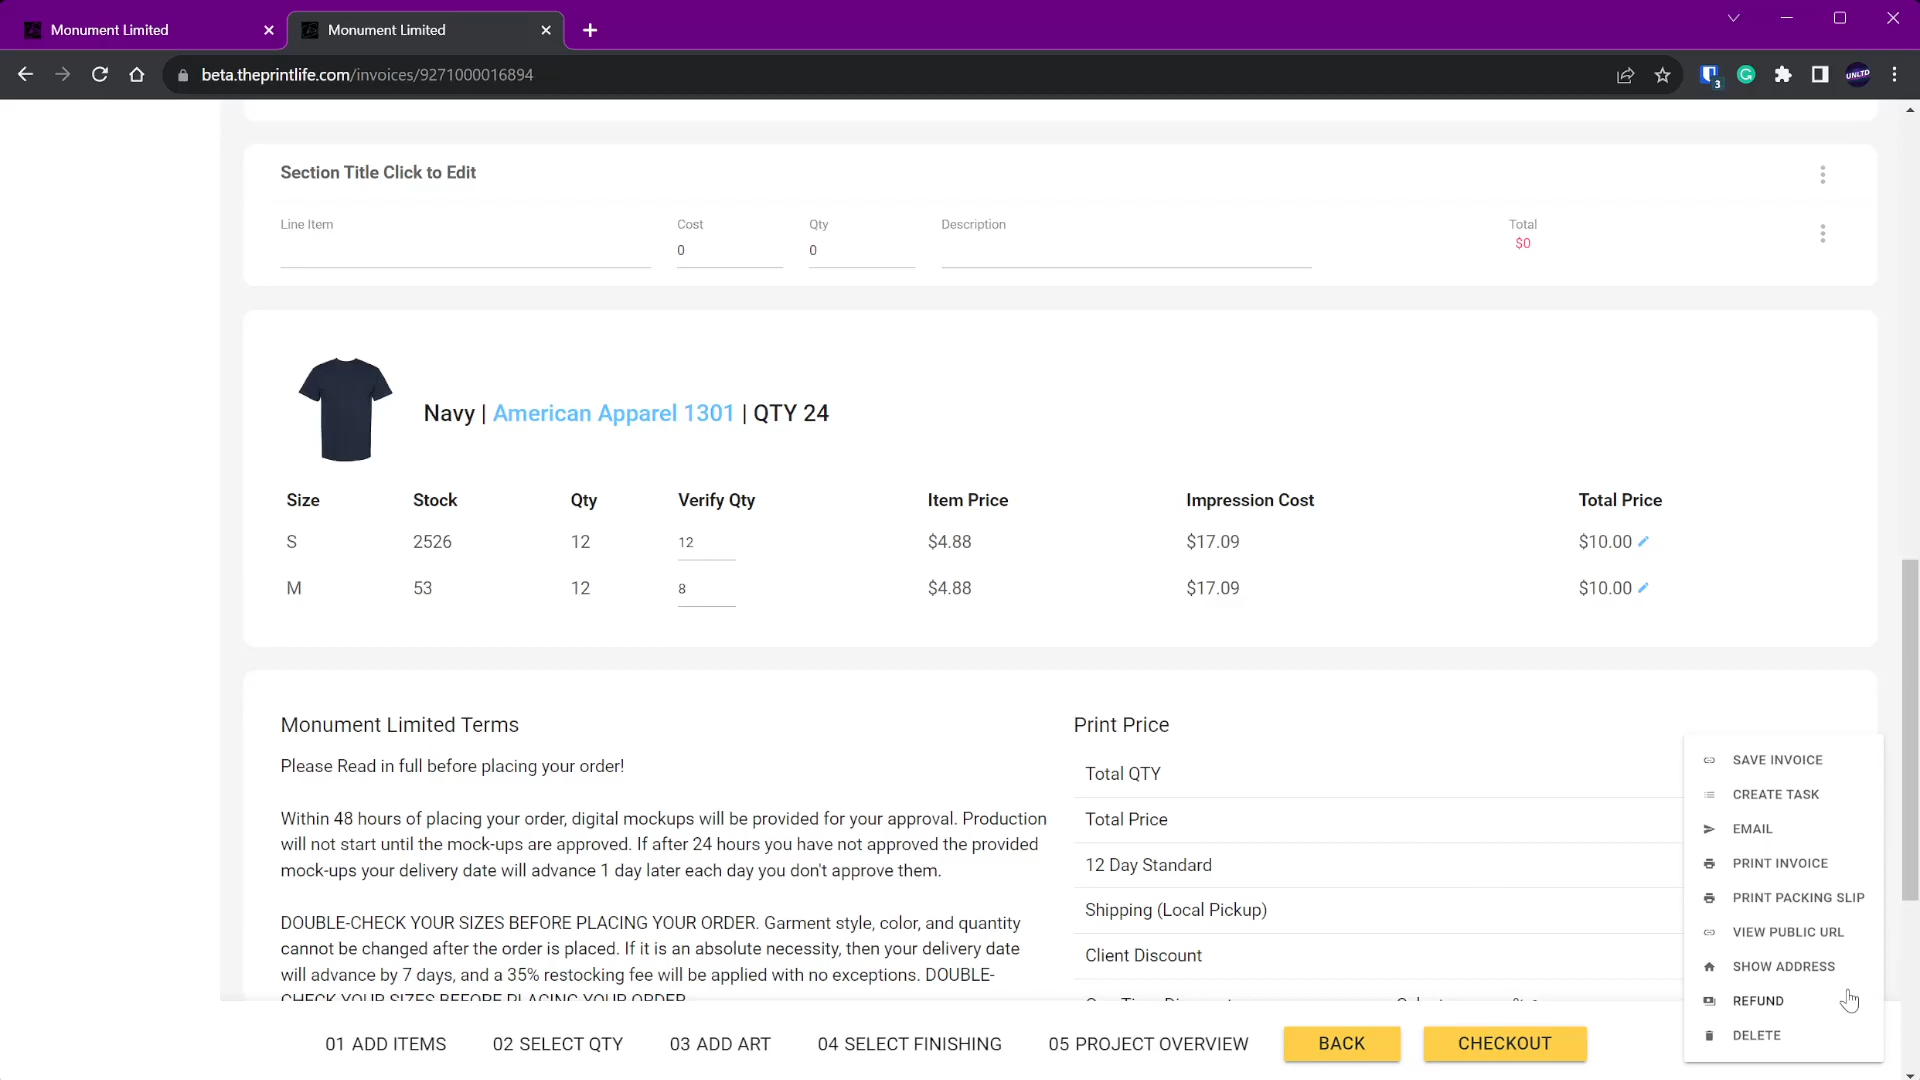 Monument Limited
Monument Limited
beta.theprintlife.com/invoices/9271000016894
3
UNLTD
Section Title Click to Edit
Line Item Cost Qty Description Total
0 0 $0
Navy | American Apparel 1301 | QTY 24
Size Stock Qty Verify Qty Item Price Impression Cost Total Price
S 2526 12 12 $4.88 $17.09 $10.00
M 53 12 8 $4.88 $17.09 $10.00
Monument Limited Terms
Please Read in full before placing your order!
Within 48 hours of placing your order, digital mockups will be provided for your approval. Production
will not start until the mock-ups are approved. If after 24 hours you have not approved the provided
mock-ups your delivery date will advance 1 day later each day you don't approve them.
DOUBLE-CHECK YOUR SIZES BEFORE PLACING YOUR ORDER. Garment style, color, and quantity
cannot be changed after the order is placed. If it is an absolute necessity, then your delivery date
will advance by 7 days, and a 35% restocking fee will be applied with no exceptions. DOUBLE-
CHECK YOUR SIZES BEFORE PLACING YOUR ORDER
Print Price
Total QTY
Total Price
12 Day Standard
Shipping (Local Pickup)
Client Discount
SAVE INVOICE
CREATE TASK
EMAIL
PRINT INVOICE
PRINT PACKING SLIP
VIEW PUBLIC URL
SHOW ADDRESS
REFUND
DELETE
01 ADD ITEMS 02 SELECT QTY 03 ADD ART 04 SELECT FINISHING 05 PROJECT OVERVIEW BACK CHECKOUT